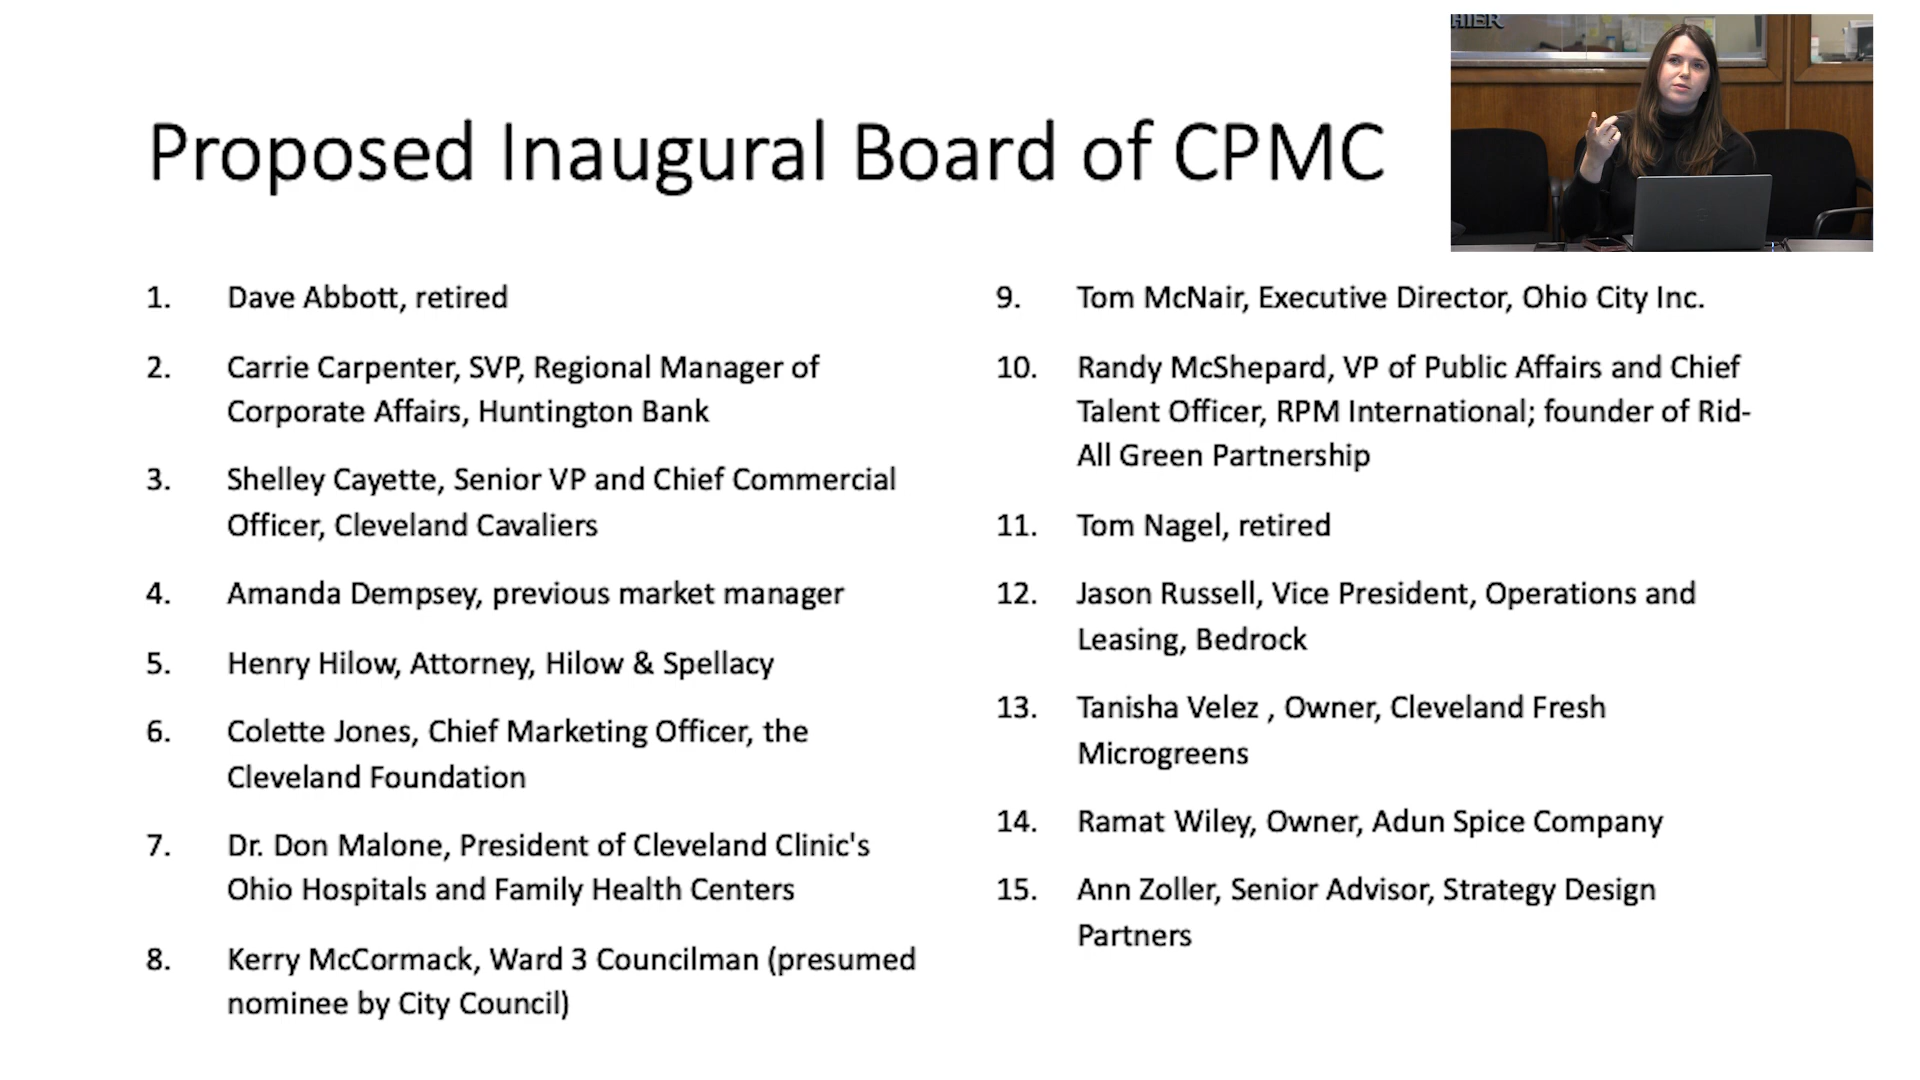 HIER
Proposed Inaugural Board of CPMC
1. Dave Abbott, retired
2. Carrie Carpenter, SVP, Regional Manager of
Corporate Affairs, Huntington Bank
3. Shelley Cayette, Senior VP and Chief Commercial
Officer, Cleveland Cavaliers
4. Amanda Dempsey, previous market manager
5. Henry Hilow, Attorney, Hilow & Spellacy
6. Colette Jones, Chief Marketing Officer, the
Cleveland Foundation
7. Dr. Don Malone, President of Cleveland Clinic's
Ohio Hospitals and Family Health Centers
8. Kerry McCormack, Ward 3 Councilman (presumed
nominee by City Council)
9. Tom McNair, Executive Director, Ohio City Inc.
10. Randy McShepard, VP of Public Affairs and Chief
Talent Officer, RPM International; founder of Rid-
All Green Partnership
11. Tom Nagel, retired
12. Jason Russell, Vice President, Operations and
Leasing, Bedrock
13. Tanisha Velez , Owner, Cleveland Fresh
Microgreens
14. Ramat Wiley, Owner, Adun Spice Company
15. Ann Zoller, Senior Advisor, Strategy Design
Partners